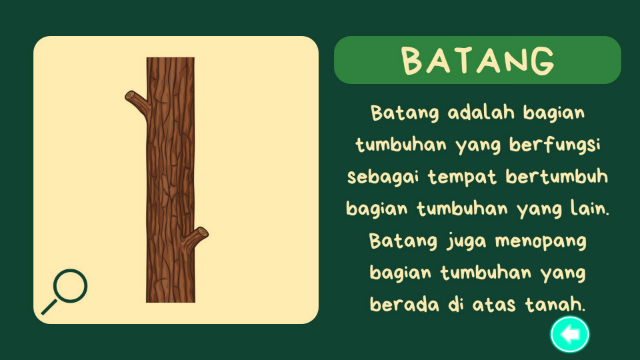 BATANG
Batang adalah bagian
tumbuhan yang berfungsi
sebagai tempat bertumbuh
bagian tumbuhan yang lain.
Batang juga menopang
bagian tumbuhan yang
berada di atas tanah.